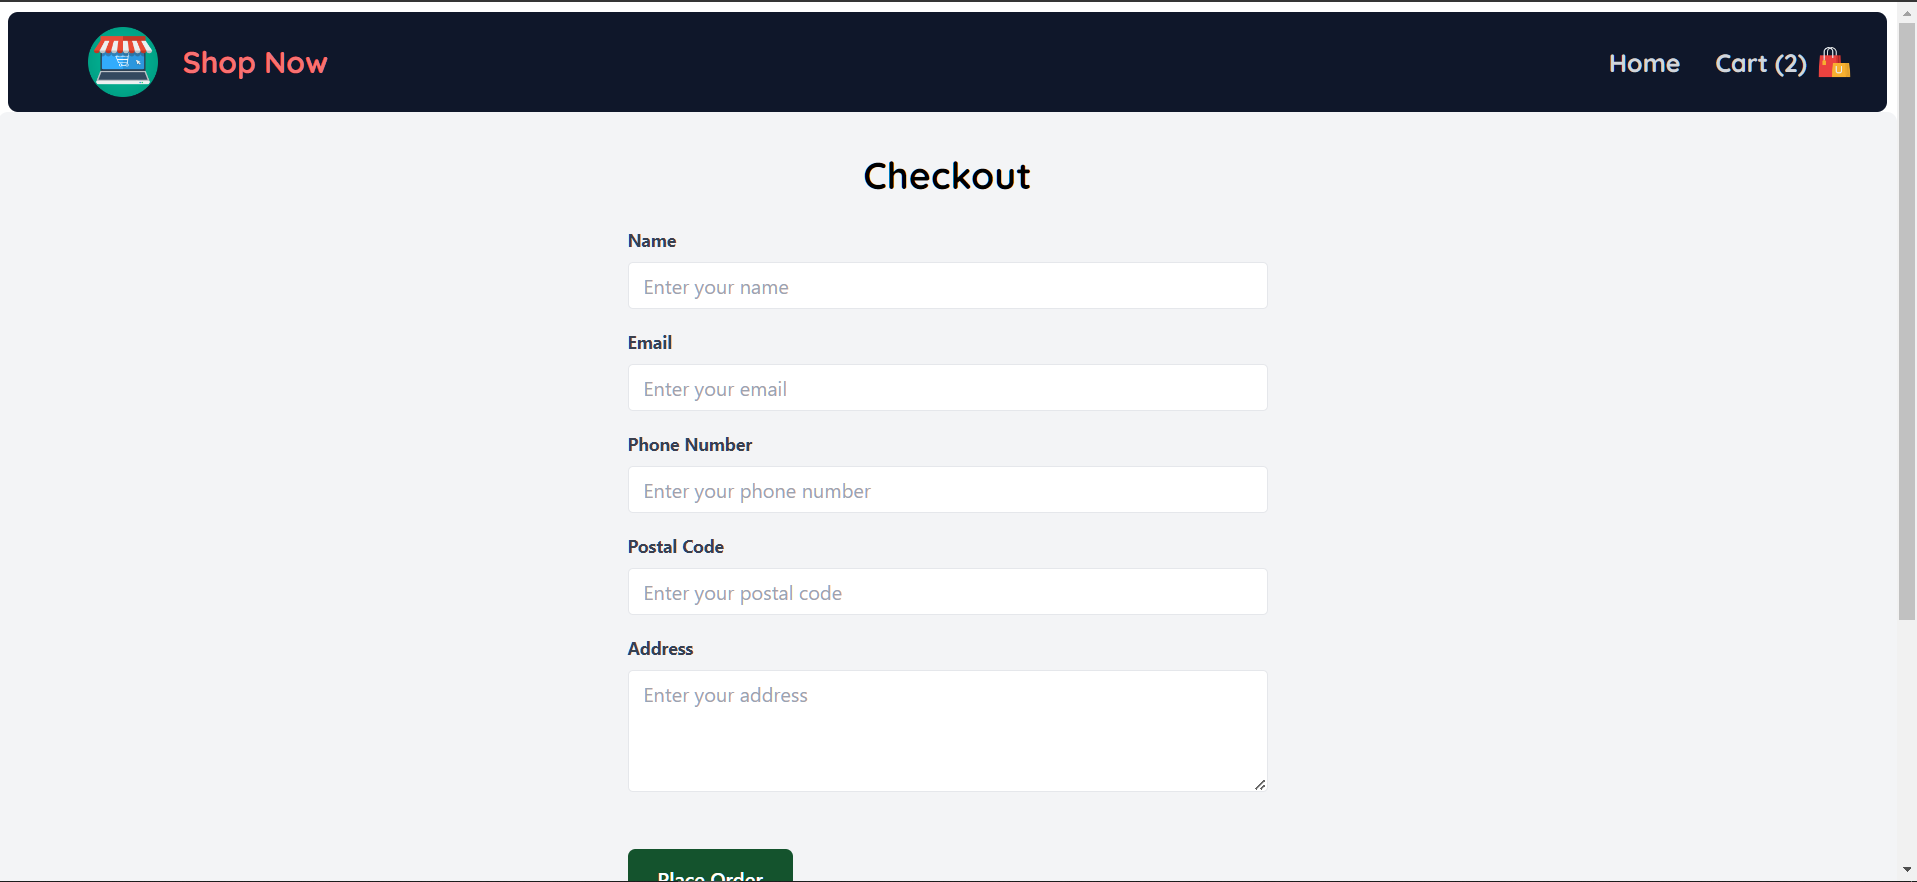 Shop Now
Home Cart (2)
Checkout
Name
Enter your name
Email
Enter your email
Phone Number
Enter your phone number
Postal Code
Enter your postal code
Address
Enter your address
Place Order